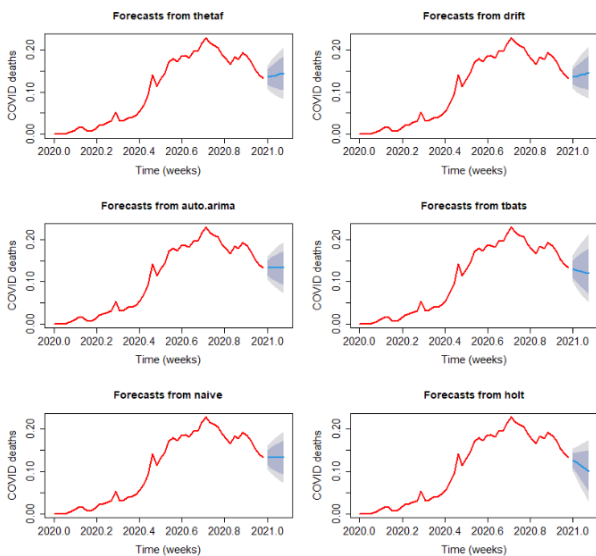 Forecasts from thetaf
COVID deaths
0.00 0.10 0.20
2020.0 2020.2 2020.4 2020.6 2020.8 2021.0
Time (weeks)
Forecasts from drift
COVID deaths
0.00 0.10 0.20
2020.0 2020.2 2020.4 2020.6 2020.8 2021.0
Time (weeks)
Forecasts from auto.arima
COVID deaths
0.00 0.10 0.20
2020.0 2020.2 2020.4 2020.6 2020.8 2021.0
Time (weeks)
Forecasts from tbats
COVID deaths
0.00 0.10 0.20
2020.0 2020.2 2020.4 2020.6 2020.8 2021.0
Time (weeks)
Forecasts from naive
COVID deaths
0.00 0.10 0.20
2020.0 2020.2 2020.4 2020.6 2020.8 2021.0
Time (weeks)
Forecasts from holt
COVID deaths
0.00 0.10 0.20
2020.0 2020.2 2020.4 2020.6 2020.8 2021.0
Time (weeks)